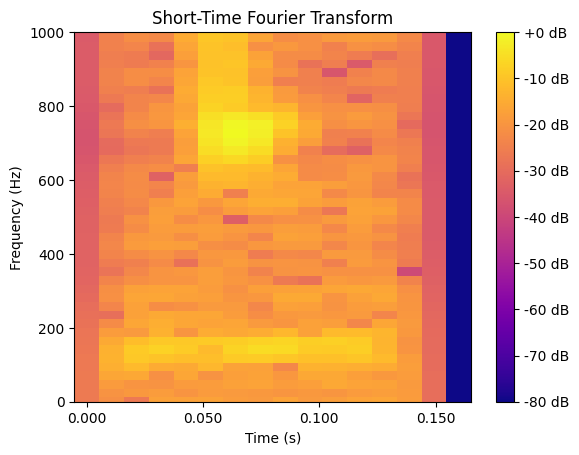 Short-Time Fourier Transform
1000
800
600
400
200
0
Frequency (Hz)
0.000
0.050
0.100
0.150
Time (s)
+0 dB
-10 dB
-20 dB
-30 dB
-40 dB
-50 dB
-60 dB
-70 dB
-80 dB